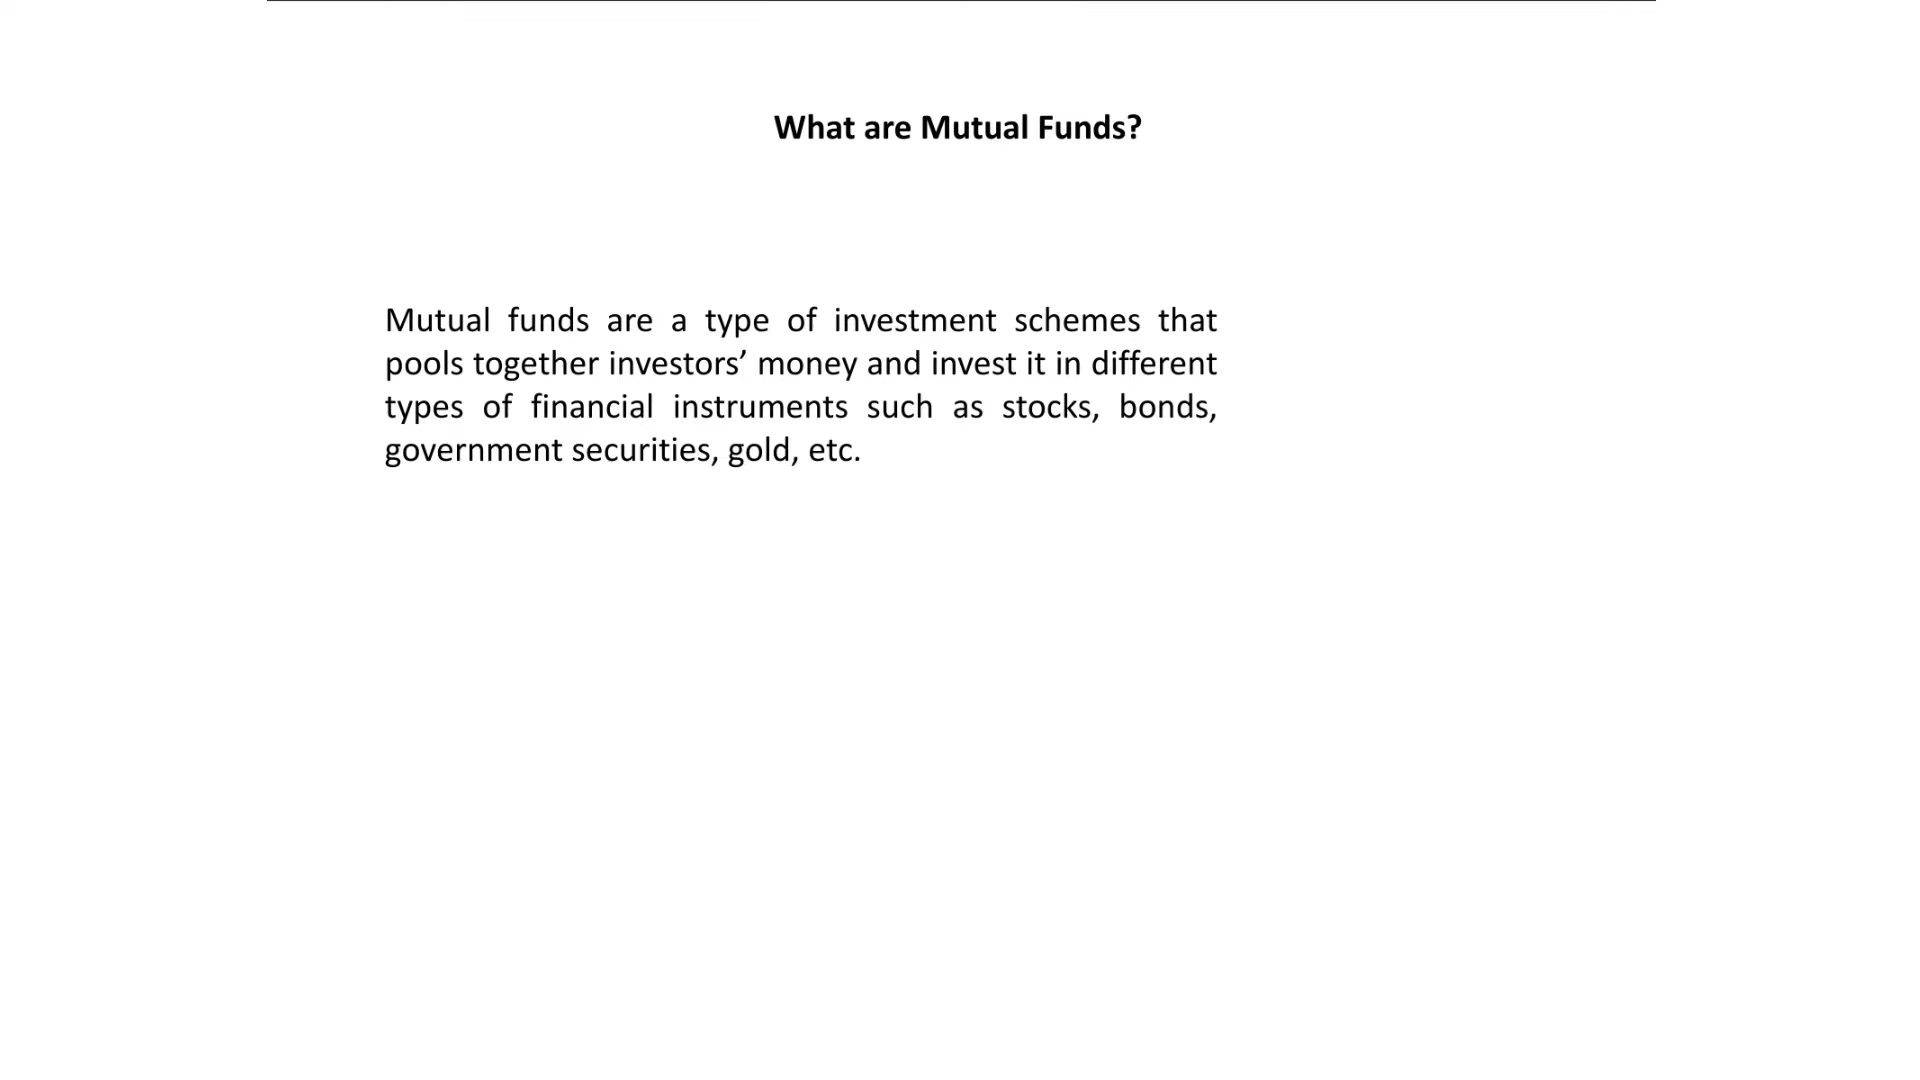 What are Mutual Funds?
Mutual funds are a type of investment schemes that
pools together investors’ money and invest it in different
types of financial instruments such as stocks, bonds,
government securities, gold, etc.